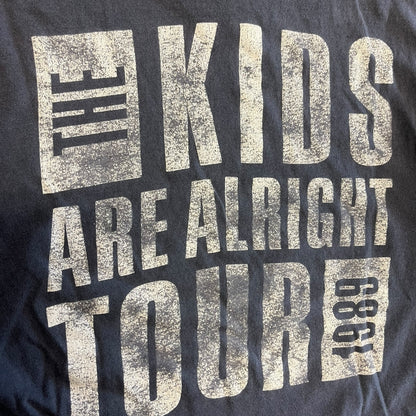 THE KIDS
ARE ALRIGHT
TOUR 1989